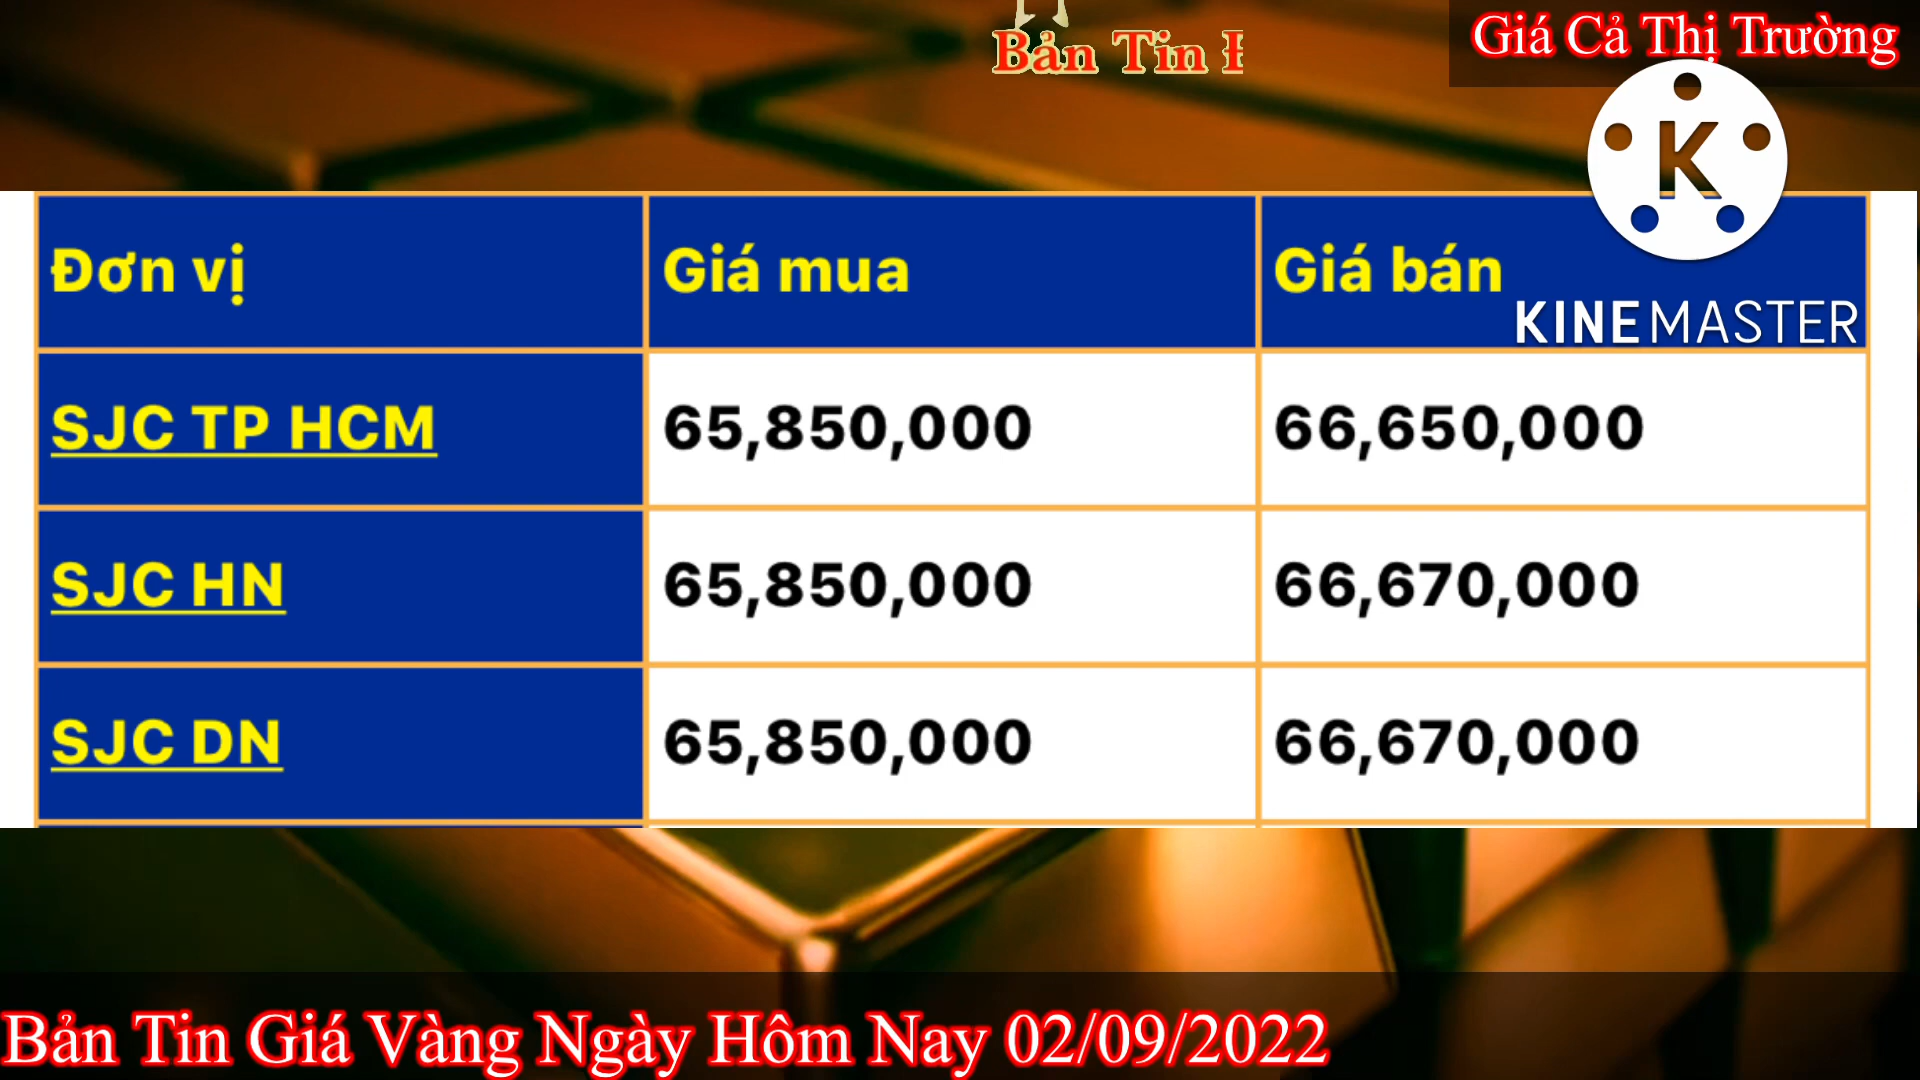 Bản Tin
Giá Cả Thị Trường
K
KINEMASTER
Đơn vị Giá mua Giá bán
SJC TP HCM 65,850,000 66,650,000
SJC HN 65,850,000 66,670,000
SJC DN 65,850,000 66,670,000
Bản Tin Giá Vàng Ngày Hôm Nay 02/09/2022